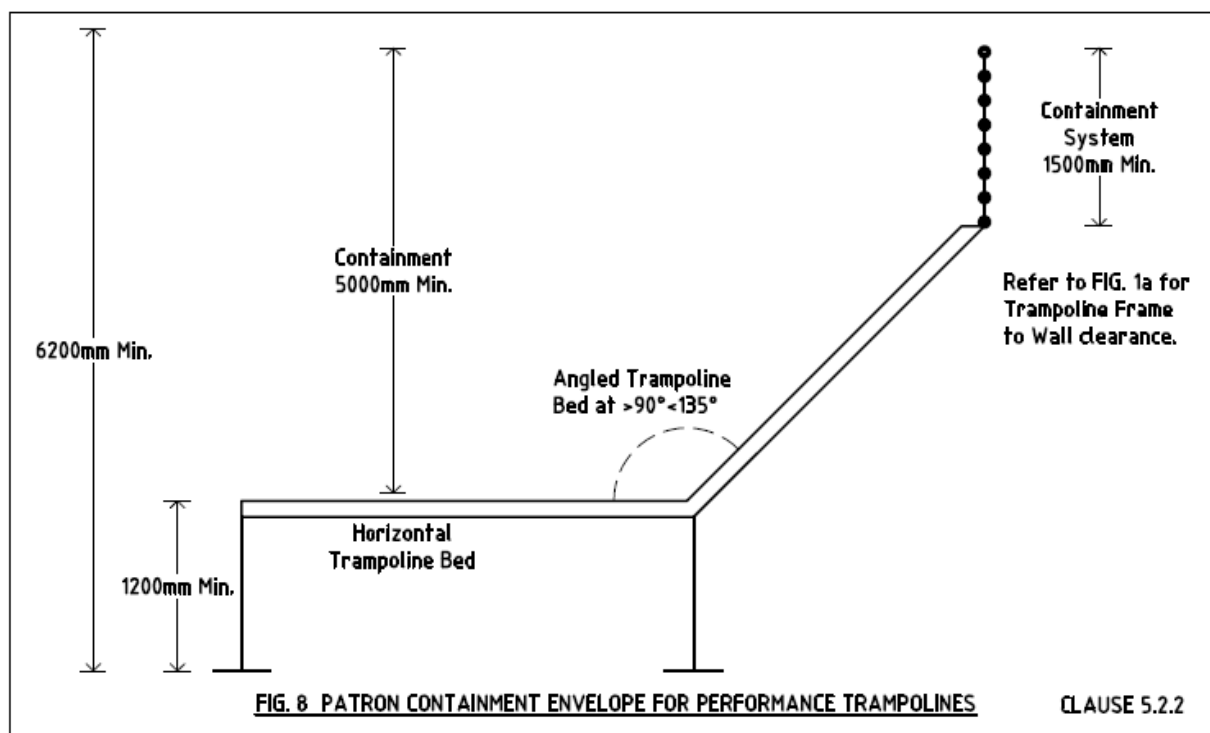 Containment
System
1500mm Min.
Containment
5000mm Min.
Refer to FIG. 1a for
Trampoline Frame
to Wall clearance.
6200mm Min.
Angled Trampoline
Bed at >90°<135°
Horizontal
Trampoline Bed
1200mm Min.
FIG. 8 PATRON CONTAINMENT ENVELOPE FOR PERFORMANCE TRAMPOLINES
CLAUSE 5.2.2